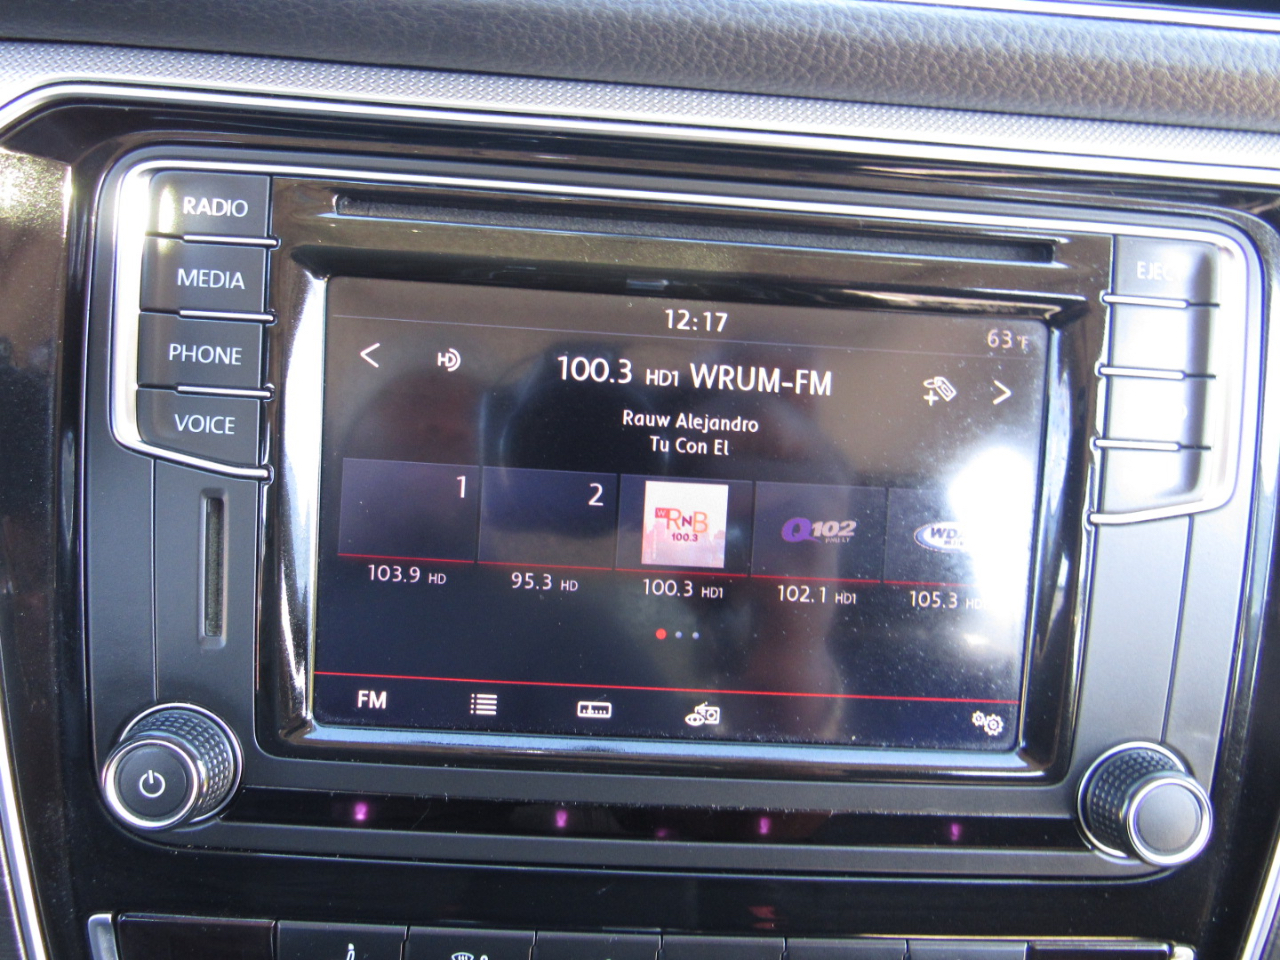 RADIO
MEDIA
PHONE
VOICE
12:17
63°F
HD
100.3 HD1 WRUM-FM
Rauw Alejandro
Tu Con El
1
2
W RNB
100.3
Q102
103.9 HD
95.3 HD
100.3 HD1
102.1 HD1
105.3
FM